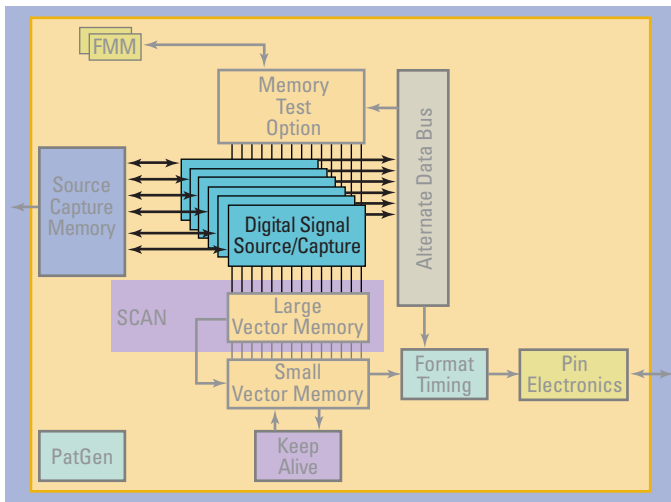 FMM
Memory
Test
Option
Alternate Data Bus
Source
Capture
Memory
Digital Signal
Source/Capture
SCAN
Large
Vector Memory
Small
Vector Memory
Format
Timing
Pin
Electronics
PatGen
Keep
Alive